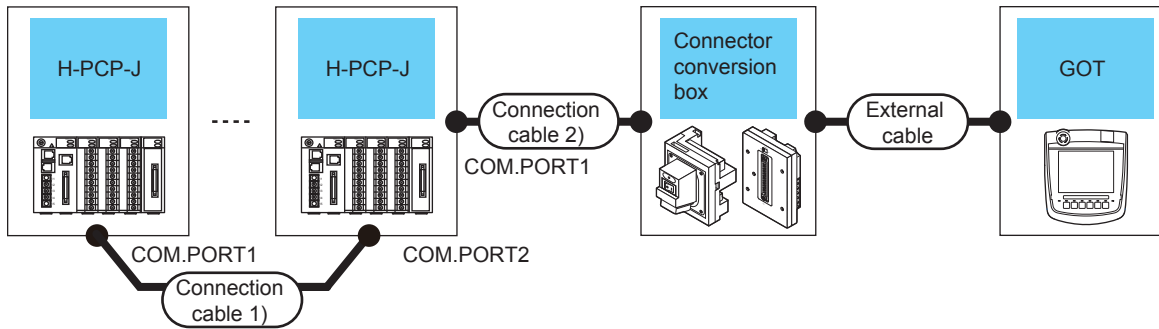 H-PCP-J
H-PCP-J
Connector
conversion
box
GOT
Connection
cable 2)
External
cable
COM.PORT1
COM.PORT1
COM.PORT2
Connection
cable 1)